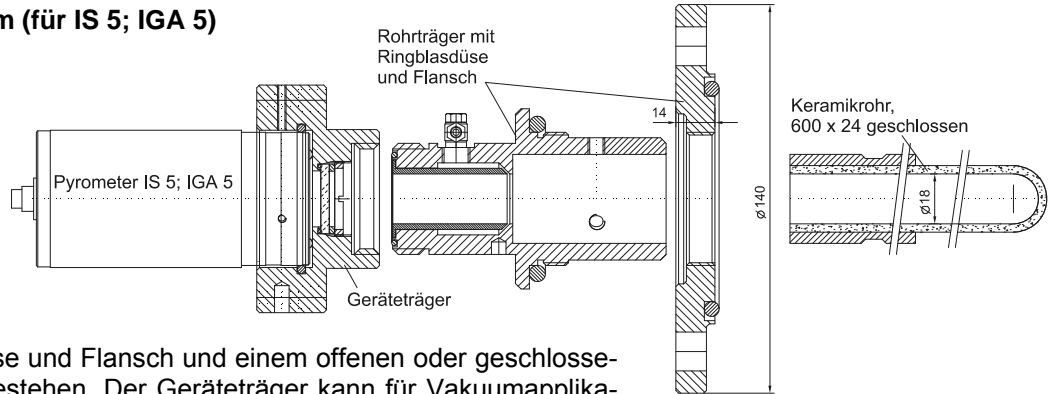 m (für IS 5; IGA 5)
Rohrträger mit
Ringblasdüse
und Flansch
14
Keramikrohr,
600 x 24 geschlossen
Pyrometer IS 5; IGA 5
ø18
ø140
Geräteträger
se und Flansch und einem offenen oder geschlosse-
estehen. Der Geräteträger kann für Vakuumapplika-